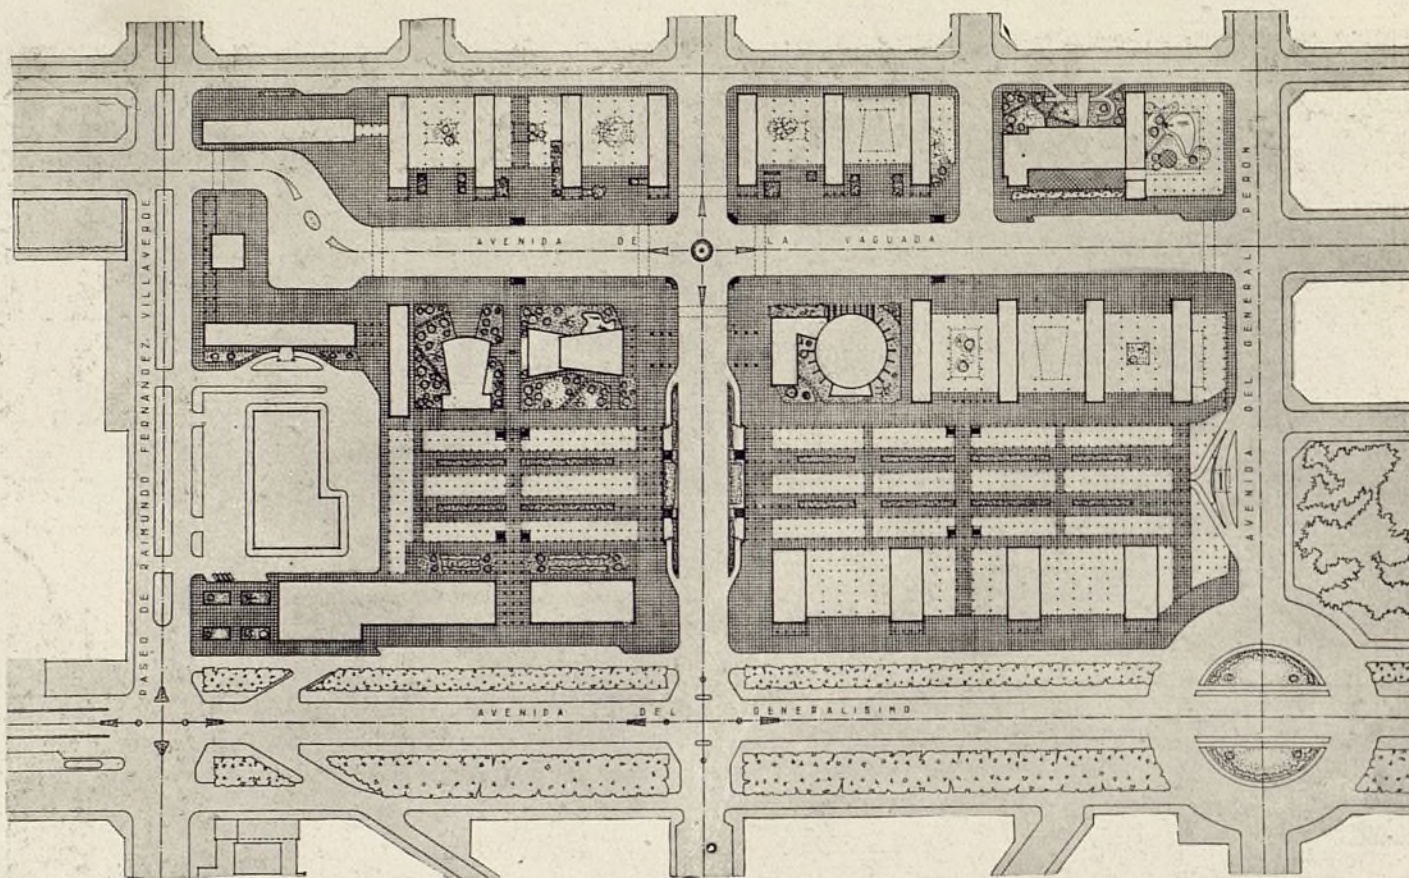 AVENIDA DE LA VAGUADA
PASEO DE RAIMUNDO FERNANDEZ VILLAVERDE
AVENIDA DEL GENERAL PERON
AVENIDA DEL GENERALISIMO